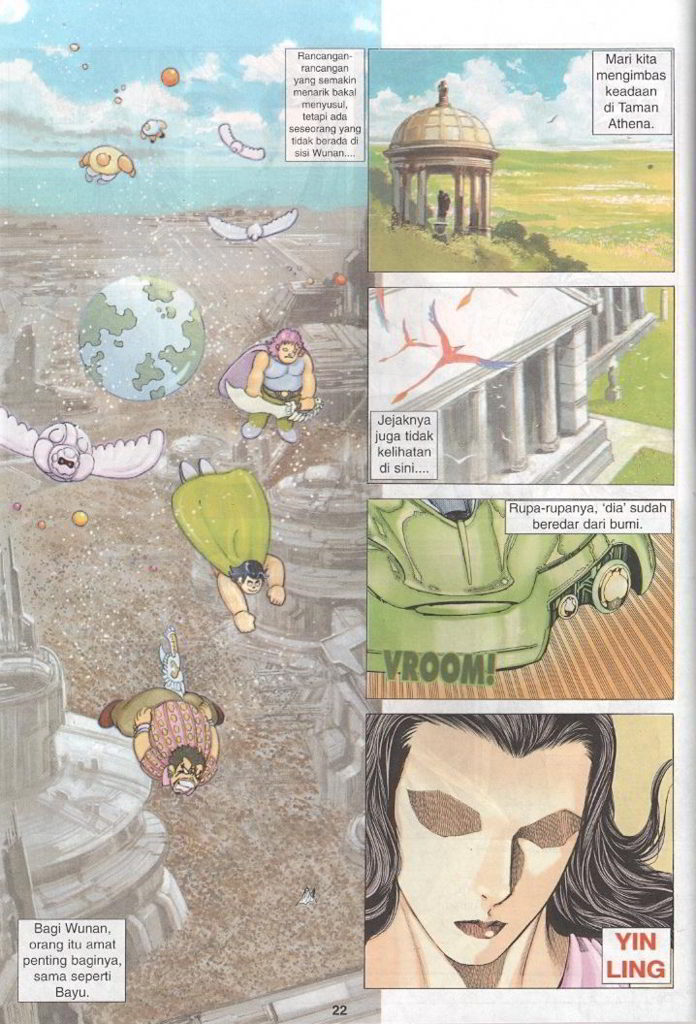 Rancangan-
rancangan
yang semakin
menarik bakal
menyusul,
tetapi ada
seseorang yang
tidak berada di
sisi Wunan....
Bagi Wunan,
orang itu amat
penting baginya,
sama seperti
Bayu.
Mari kita
mengimbas
keadaan
di Taman
Athena.
Jejaknya
juga tidak
kelihatan
di sini....
Rupa-rupanya, ‘dia’ sudah
beredar dari bumi.
VROOM!
YIN
LING
22